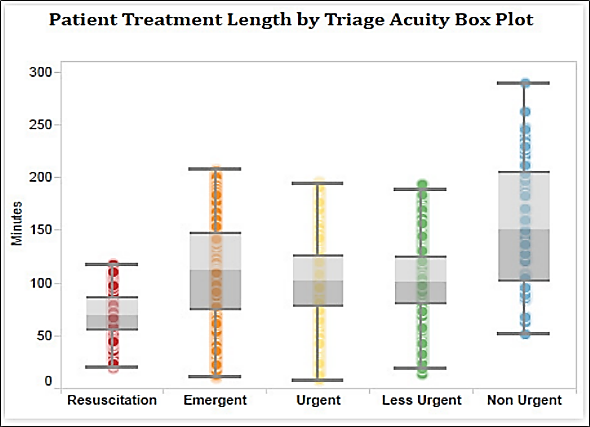 Patient Treatment Length by Triage Acuity Box Plot
300
250
200
150
100
50
0
Minutes
Resuscitation Emergent Urgent Less Urgent Non Urgent